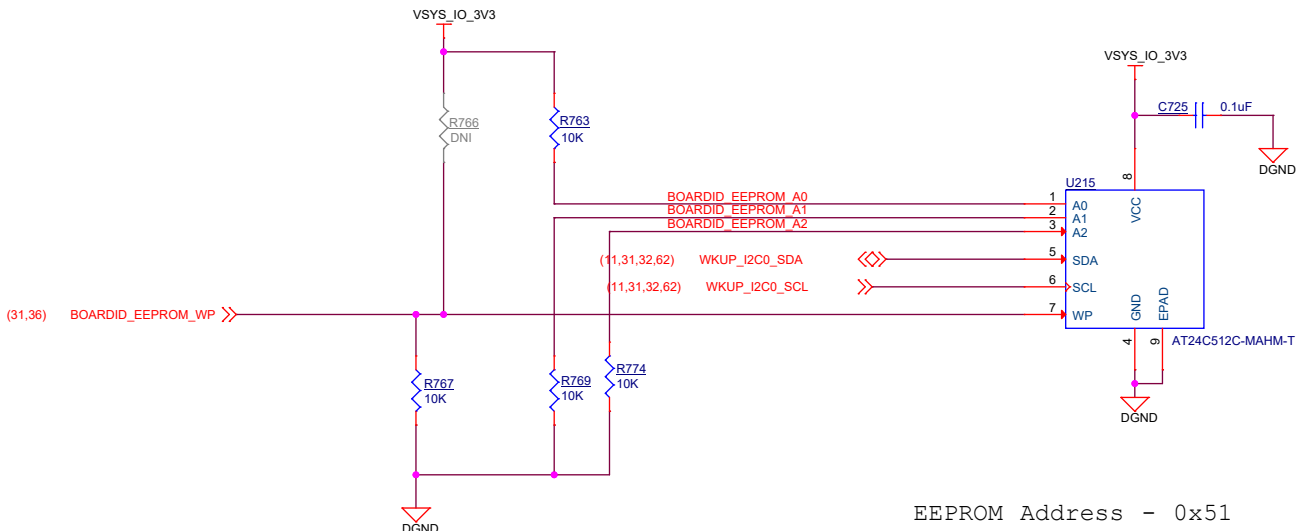 VSYS_IO_3V3
VSYS_IO_3V3
C725 0.1uF
R766
DNI
R763
10K
DGND
U215
8
VCC
BOARDID_EEPROM_A0 1 A0
BOARDID_EEPROM_A1 2 A1
BOARDID_EEPROM_A2 3 A2
(11,31,32,62) WKUP_I2C0_SDA 5 SDA
(11,31,32,62) WKUP_I2C0_SCL 6 SCL
(31,36) BOARDID_EEPROM_WP 7 WP
GND
EPAD
4
9
AT24C512C-MAHM-T
R767
10K
R769
10K
R774
10K
DGND
DGND
EEPROM Address - 0x51